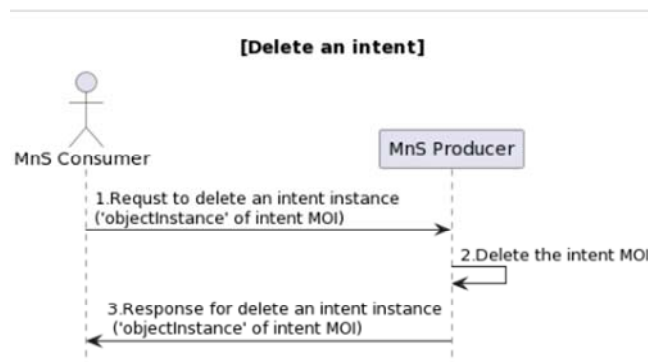 [Delete an intent]
MnS Consumer
MnS Producer
1.Requst to delete an intent instance
('objectInstance' of intent MOI)
2.Delete the intent MOI
3.Response for delete an intent instance
('objectInstance' of intent MOI)